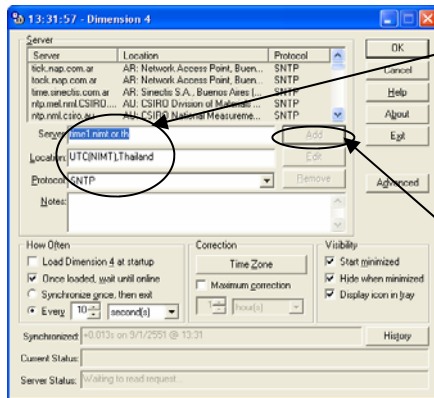 13:31:57 - Dimension 4
Server
Server Location Protocol
tick.nap.com.ar AR: Network Access Point, Buen... SNTP
tock.nap.com.ar AR: Network Access Point, Buen... SNTP
time.sinectis.com.ar AR: Sinectis S.A., Buenos Aires (... SNTP
ntp.mel.nml.CSIRO.... AU: CSIRO Division of Materials ... SNTP
ntp.nml.csiro.au AU: CSIRO National Measureme... SNTP
OK
Cancel
Help
About
Exit
Advanced
Server: time1.nimt.or.th Add
Location: UTC(NIMT),Thailand Edit
Protocol: SNTP Remove
Notes:
How Often
Load Dimension 4 at startup
Once loaded, wait until online
Synchronize once, then exit
Every 10 second(s)
Correction
Time Zone
Maximum correction
1 hour(s)
Visibility
Start minimized
Hide when minimized
Display icon in tray
Synchronized: +0.013s on 9/1/2551 @ 13:31 History
Current Status:
Server Status: Waiting to read request...